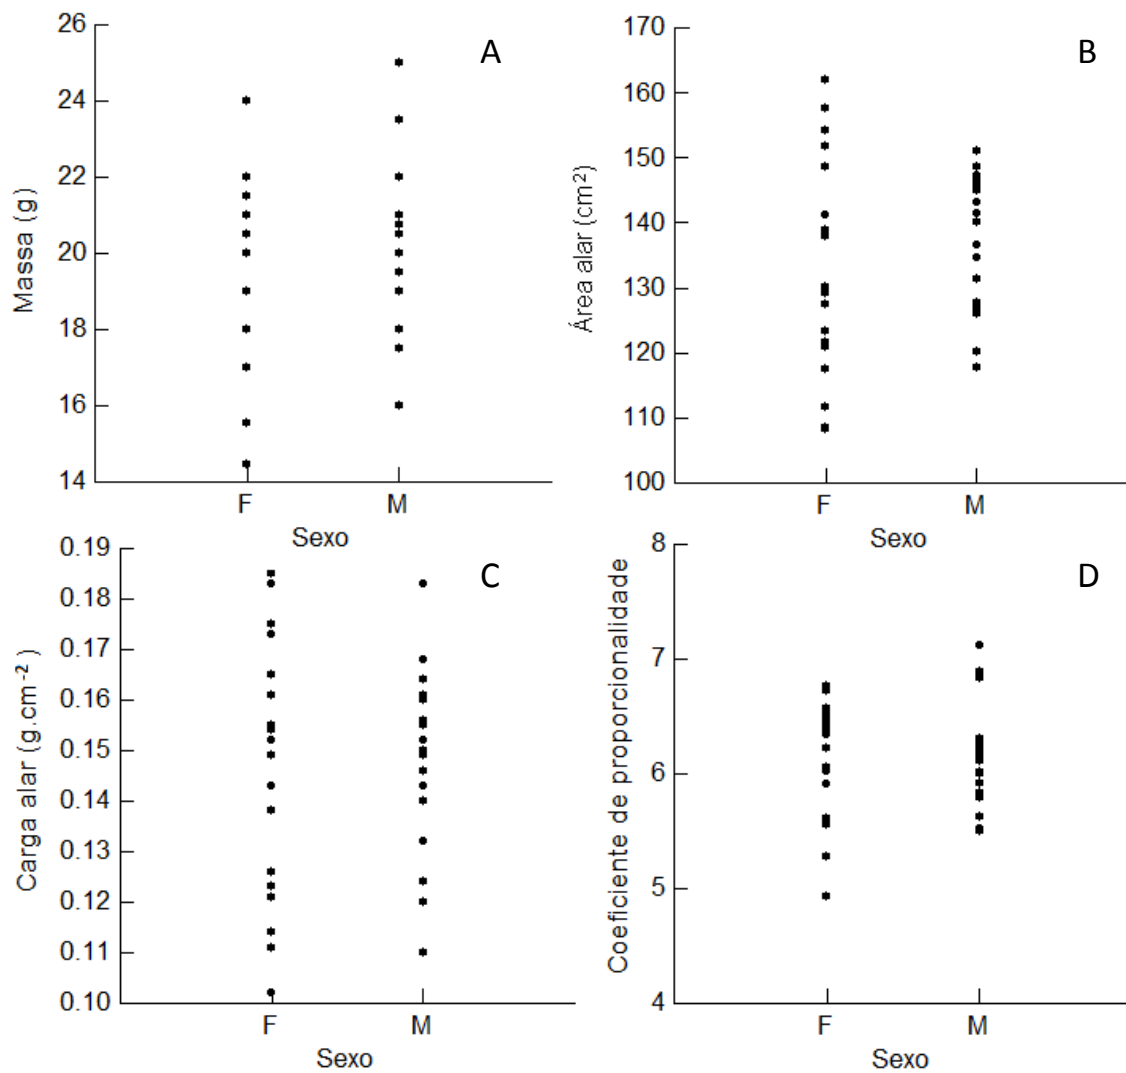 A
Massa (g)
26
24
22
20
18
16
14
F M
Sexo
B
Área alar (cm²)
170
160
150
140
130
120
110
100
F M
Sexo
C
Carga alar (g.cm⁻²)
0.19
0.18
0.17
0.16
0.15
0.14
0.13
0.12
0.11
0.10
F M
Sexo
D
Coeficiente de proporcionalidade
8
7
6
5
4
F M
Sexo